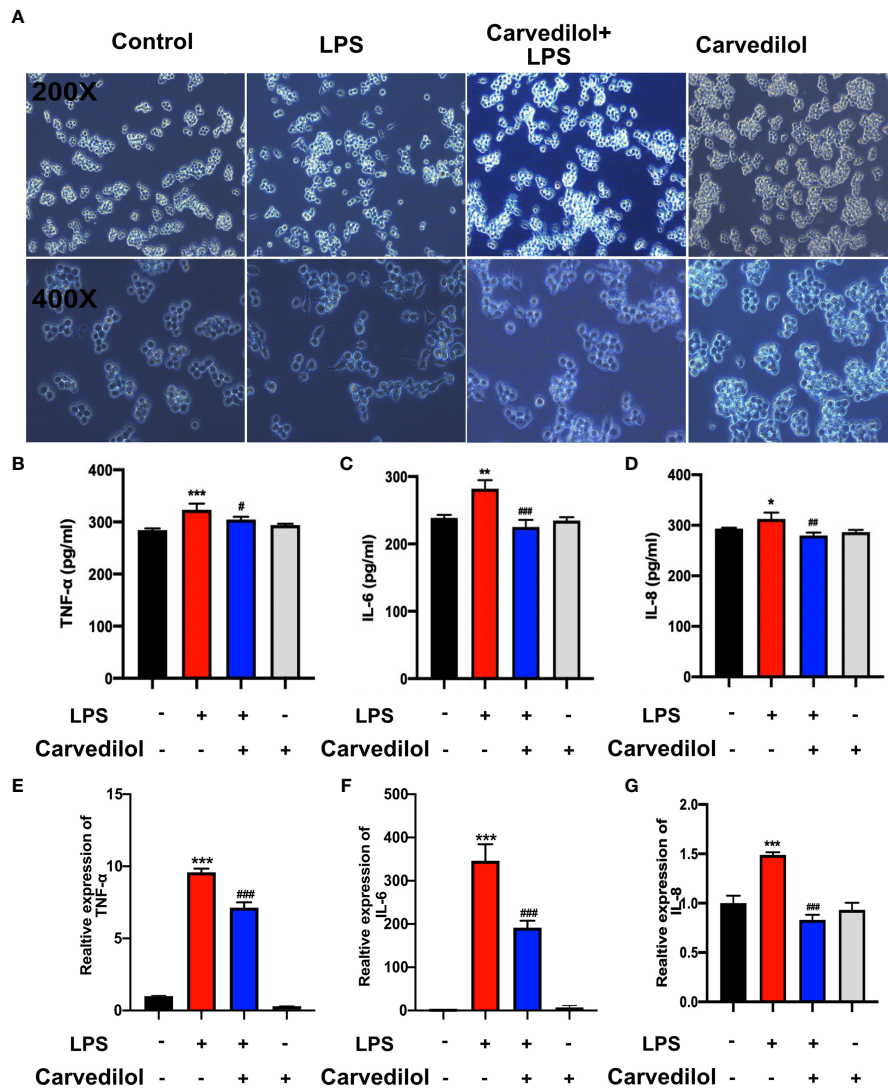 A
Control
LPS
Carvedilol+
LPS
Carvedilol
200X
400X
B
400
300
200
100
0
TNF-α (pg/ml)
***
#
LPS - + + -
Carvedilol - - + +
C
300
200
100
0
IL-6 (pg/ml)
**
###
LPS - + + -
Carvedilol - - + +
D
400
300
200
100
0
IL-8 (pg/ml)
*
##
LPS - + + -
Carvedilol - - + +
E
15
10
5
0
Realtive expression of
TNF-α
***
###
LPS - + + -
Carvedilol - - + +
F
500
400
300
200
100
0
Realtive expression of
IL-6
***
###
LPS - + + -
Carvedilol - - + +
G
2.0
1.5
1.0
0.5
0.0
Realtive expression of
IL-8
***
###
LPS - + + -
Carvedilol - - + +